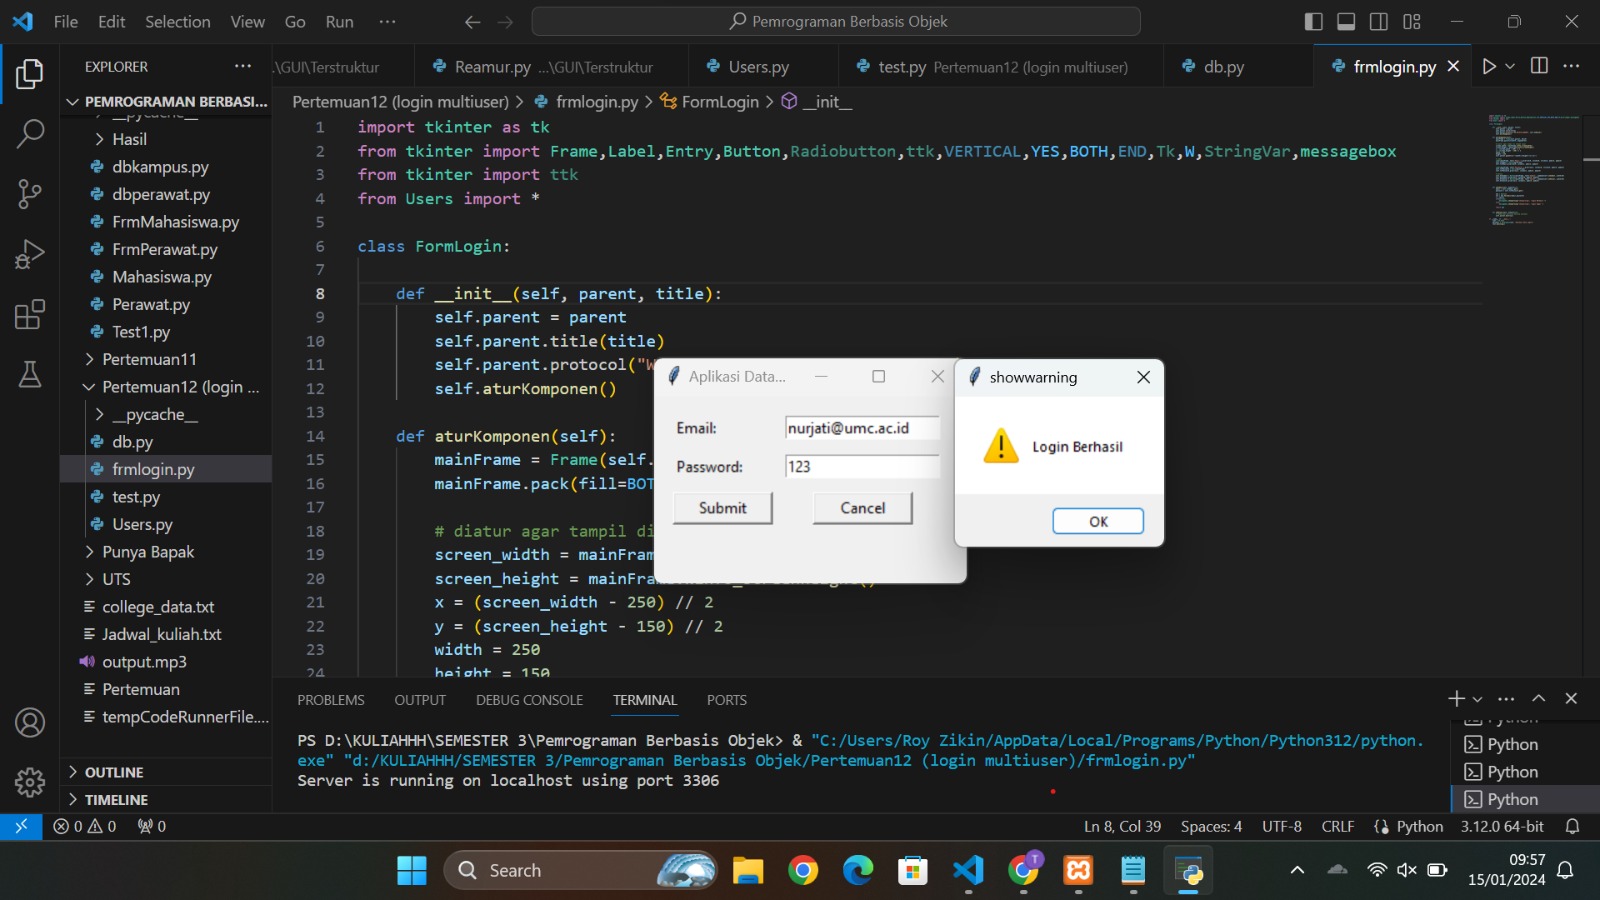 File Edit Selection View Go Run ···
Pemrograman Berbasis Objek
EXPLORER ···
..\GUI\Terstruktur
Reamur.py ...\GUI\Terstruktur
Users.py
test.py Pertemuan12 (login multiuser)
db.py
frmlogin.py
PEMROGRAMAN BERBASI...
Pertemuan12 (login multiuser) > frmlogin.py > FormLogin > __init__
__pycache__
Hasil
dbkampus.py
dbperawat.py
FrmMahasiswa.py
FrmPerawat.py
Mahasiswa.py
Perawat.py
Test1.py
Pertemuan11
Pertemuan12 (login ...
__pycache__
db.py
frmlogin.py
test.py
Users.py
Punya Bapak
UTS
college_data.txt
Jadwal_kuliah.txt
output.mp3
Pertemuan
tempCodeRunnerFile....
OUTLINE
TIMELINE
1 import tkinter as tk
2 from tkinter import Frame,Label,Entry,Button,Radiobutton,ttk,VERTICAL,YES,BOTH,END,Tk,W,StringVar,messagebox
3 from tkinter import ttk
4 from Users import *
5
6 class FormLogin:
7
8 def __init__(self, parent, title):
9 self.parent = parent
10 self.parent.title(title)
11 self.parent.protocol("W
12 self.aturKomponen()
13
14 def aturKomponen(self):
15 mainFrame = Frame(self.
16 mainFrame.pack(fill=BOT
17
18 # diatur agar tampil di
19 screen_width = mainFram
20 screen_height = mainFra
21 x = (screen_width - 250) // 2
22 y = (screen_height - 150) // 2
23 width = 250
24 height = 150
Aplikasi Data...
Email: nurjati@umc.ac.id
Password: 123
Submit Cancel
showwarning
Login Berhasil
OK
PROBLEMS OUTPUT DEBUG CONSOLE TERMINAL PORTS
PS D:\KULIAHHH\SEMESTER 3\Pemrograman Berbasis Objek> & "C:/Users/Roy Zikin/AppData/Local/Programs/Python/Python312/python.
exe" "d:/KULIAHHH/SEMESTER 3/Pemrograman Berbasis Objek/Pertemuan12 (login multiuser)/frmlogin.py"
Server is running on localhost using port 3306
Python
Python
Python
Python
0 0 0
Ln 8, Col 39 Spaces: 4 UTF-8 CRLF Python 3.12.0 64-bit
Search
T
09:57
15/01/2024